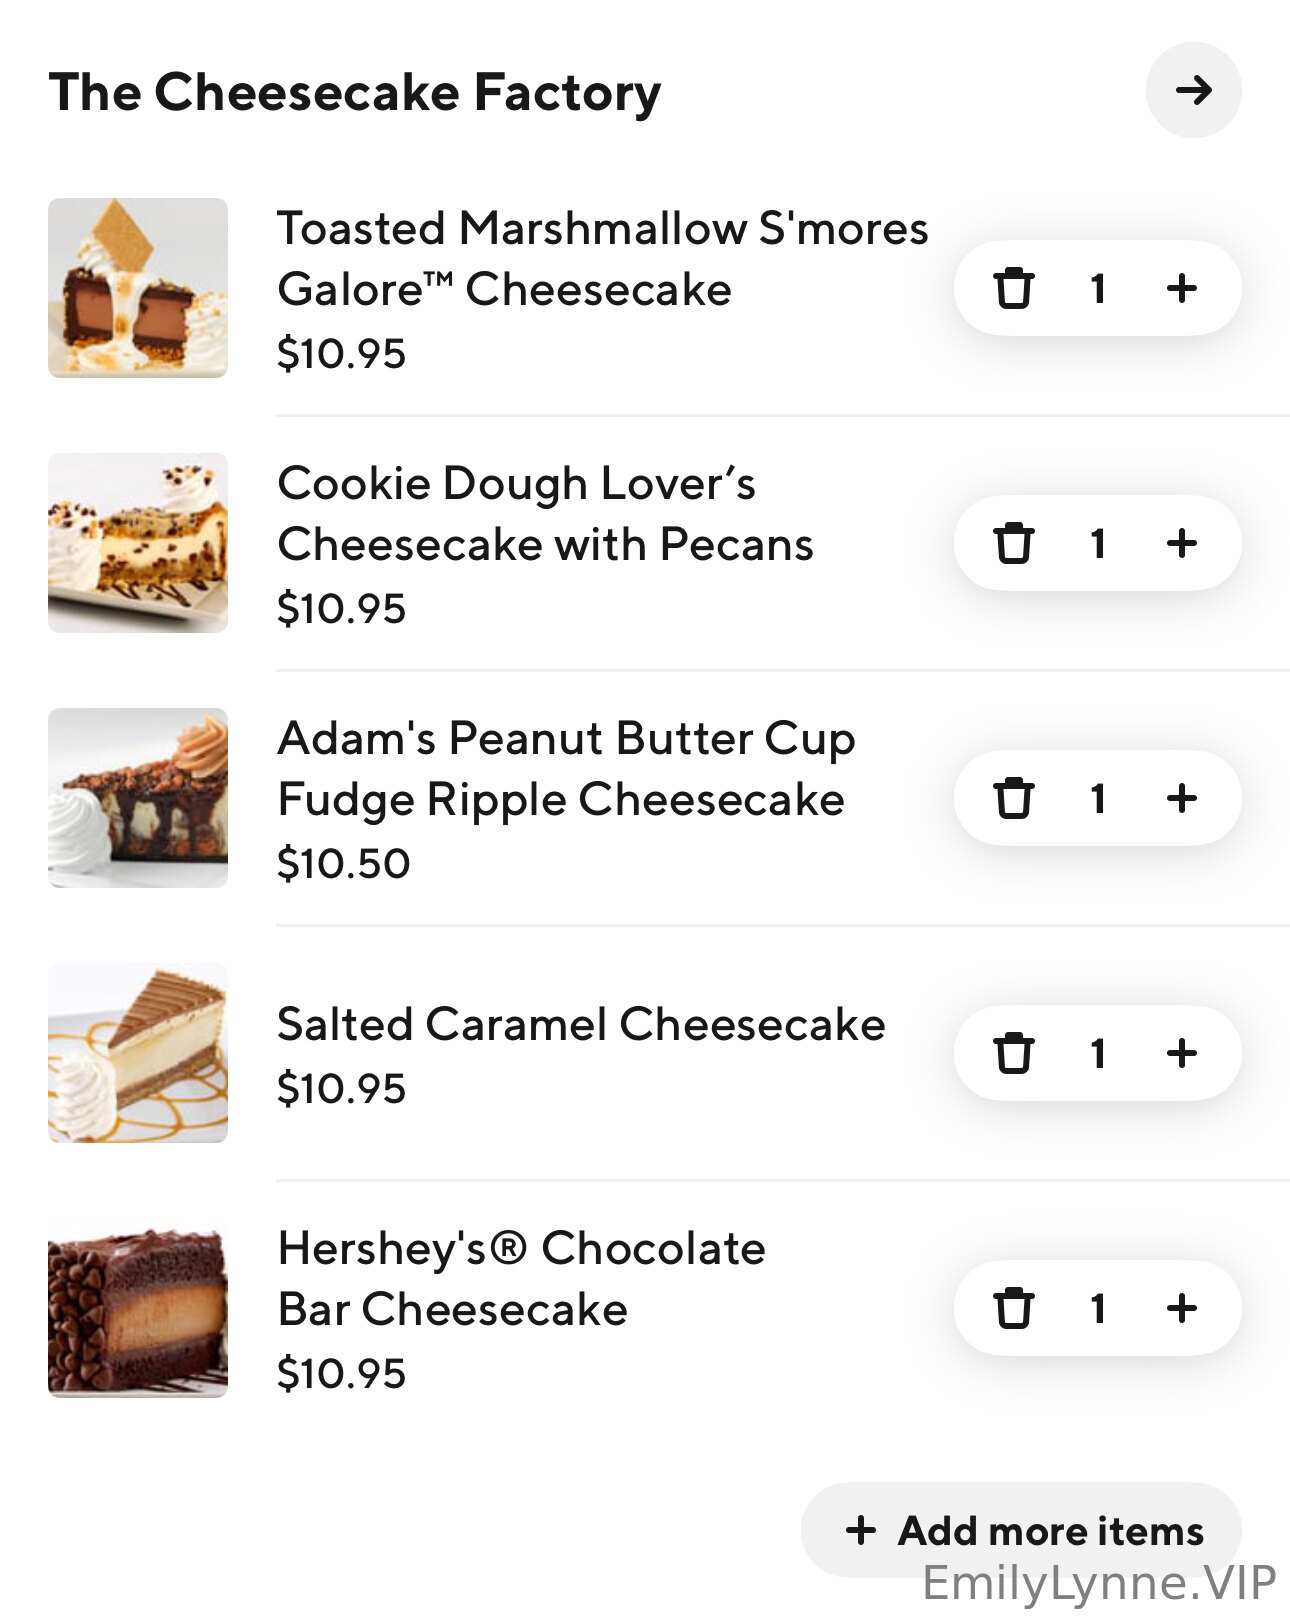 The Cheesecake Factory
Toasted Marshmallow S'mores
Galore™ Cheesecake
$10.95
1
Cookie Dough Lover’s
Cheesecake with Pecans
$10.95
1
Adam's Peanut Butter Cup
Fudge Ripple Cheesecake
$10.50
1
Salted Caramel Cheesecake
$10.95
1
Hershey's® Chocolate
Bar Cheesecake
$10.95
1
+ Add more items
EmilyLynne.VIP